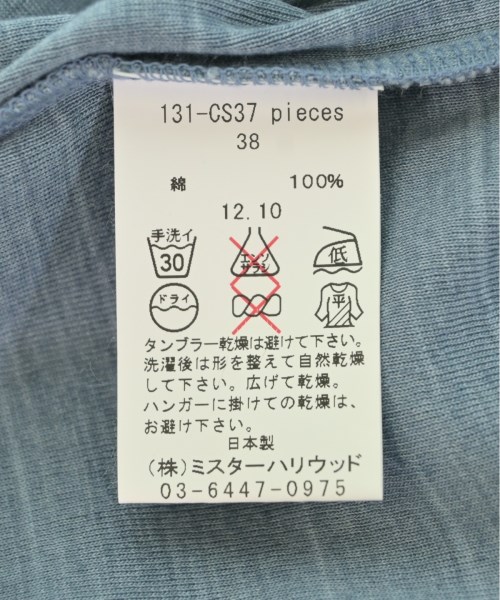 131-CS37 pieces
38
綿 100%
12.10
手洗イ
30
エンソ
サラシ
低
ドライ
平
タンブラー乾燥は避けて下さい。
洗濯後は形を整えて自然乾燥
して下さい。広げて乾燥。
ハンガーに掛けての乾燥は、
お避け下さい。
日本製
(株)ミスターハリウッド
03-6447-0975